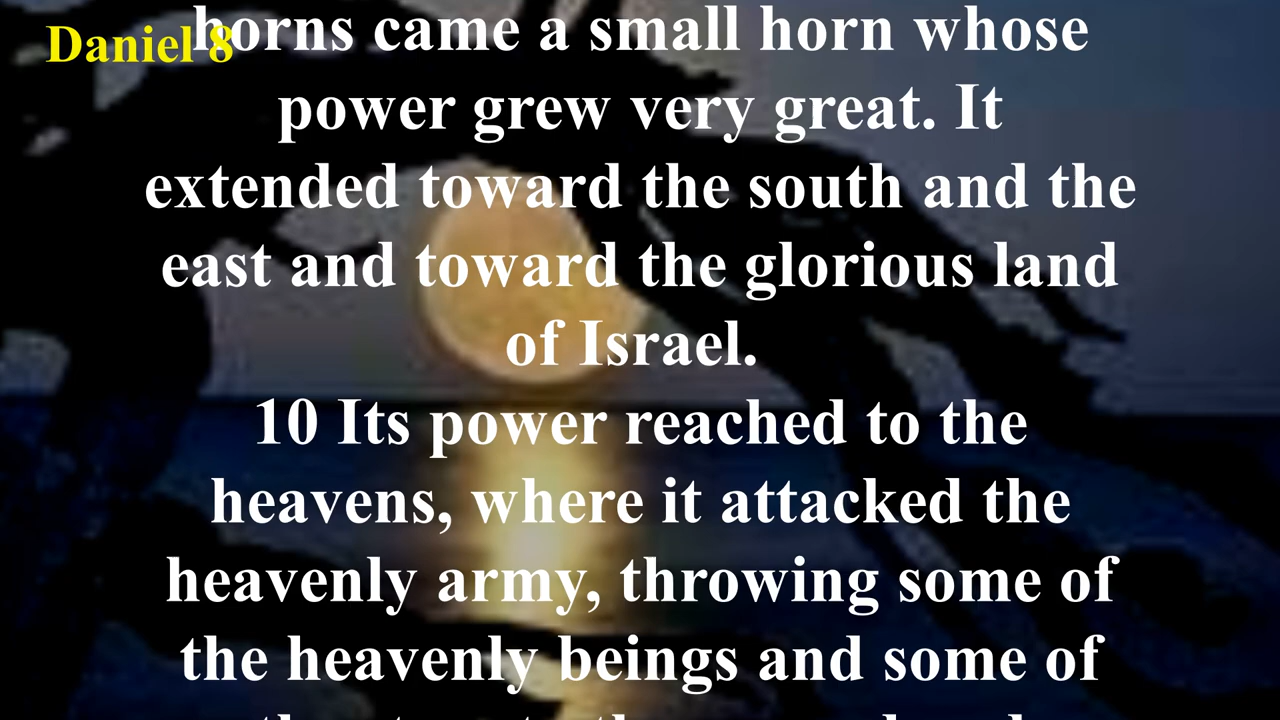 Daniel 8
horns came a small horn whose
power grew very great. It
extended toward the south and the
east and toward the glorious land
of Israel.
10 Its power reached to the
heavens, where it attacked the
heavenly army, throwing some of
the heavenly beings and some of